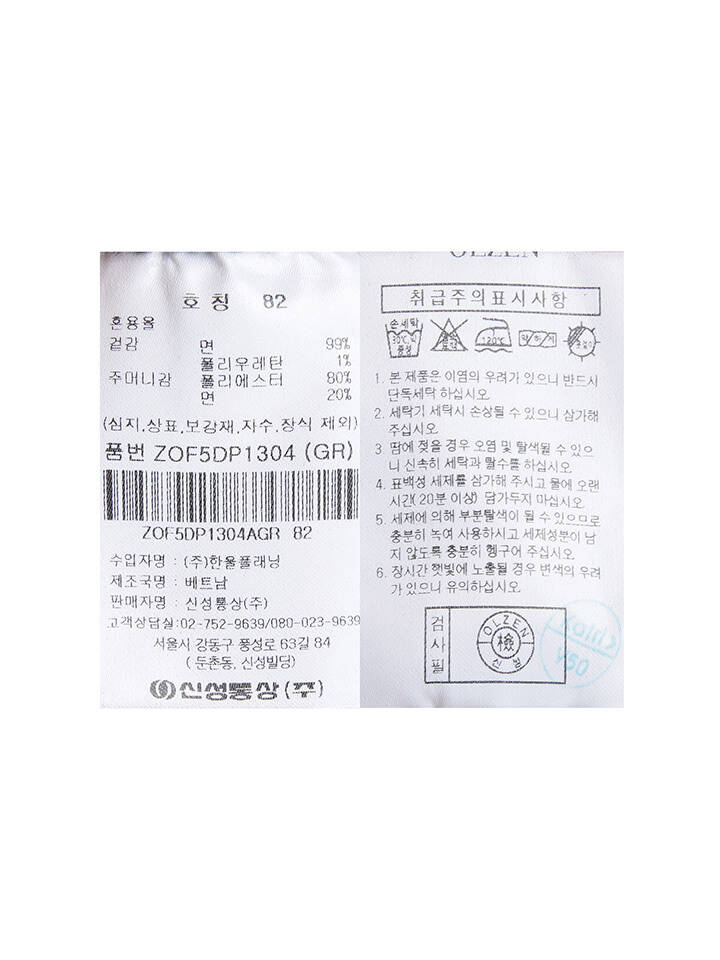 호칭 82
혼용율
겉감 면 99%
폴리우레탄 1%
주머니감 폴리에스터 80%
면 20%
(심지,상표,보강재,자수,장식 제외)
품번 ZOF5DP1304 (GR)
ZOF5DP1304AGR 82
수입자명 : (주)한울플래닝
제조국명 : 베트남
판매자명 : 신성통상(주)
고객상담실:02-752-9639/080-023-9639
서울시 강동구 풍성로 63길 84
( 둔촌동, 신성빌딩)
신성통상(주)
OLZEN
취급주의표시사항
손세탁 30℃ 중성 염소 표백 120℃ 약하게
1. 본 제품은 이염의 우려가 있으니 반드시
단독세탁 하십시오.
2. 세탁기 세탁시 손상될 수 있으니 삼가해
주십시오.
3 땀에 젖을 경우 오염 및 탈색될 수 있으
니 신속히 세탁과 탈수를 하십시오.
4. 표백성 세제를 삼가해 주시고 물에 오랜
시간( 20분 이상) 담가두지 마십시오.
5. 세제에 의해 부분탈색이 될 수 있으므로
충분히 녹여 사용하시고 세제성분이 남
지 않도록 충분히 헹구어 주십시오.
6. 장시간 햇빛에 노출될 경우 변색의 우려
가 있으니 유의하십시오.
검사필
OLZEN
檢
신성